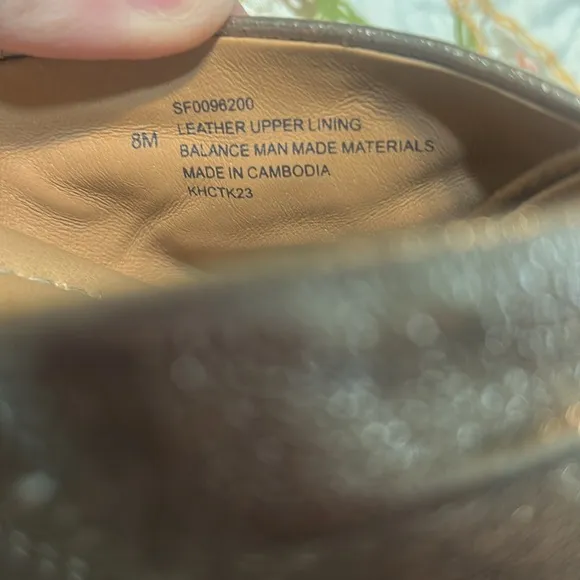 SF0096200
8M
LEATHER UPPER LINING
BALANCE MAN MADE MATERIALS
MADE IN CAMBODIA
KHCTK23